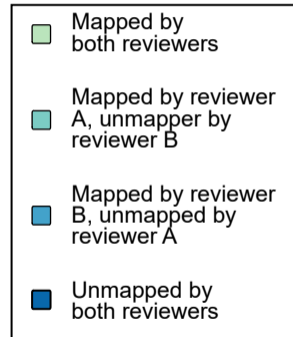 Mapped by
both reviewers
Mapped by reviewer
A, unmapper by
reviewer B
Mapped by reviewer
B, unmapped by
reviewer A
Unmapped by
both reviewers